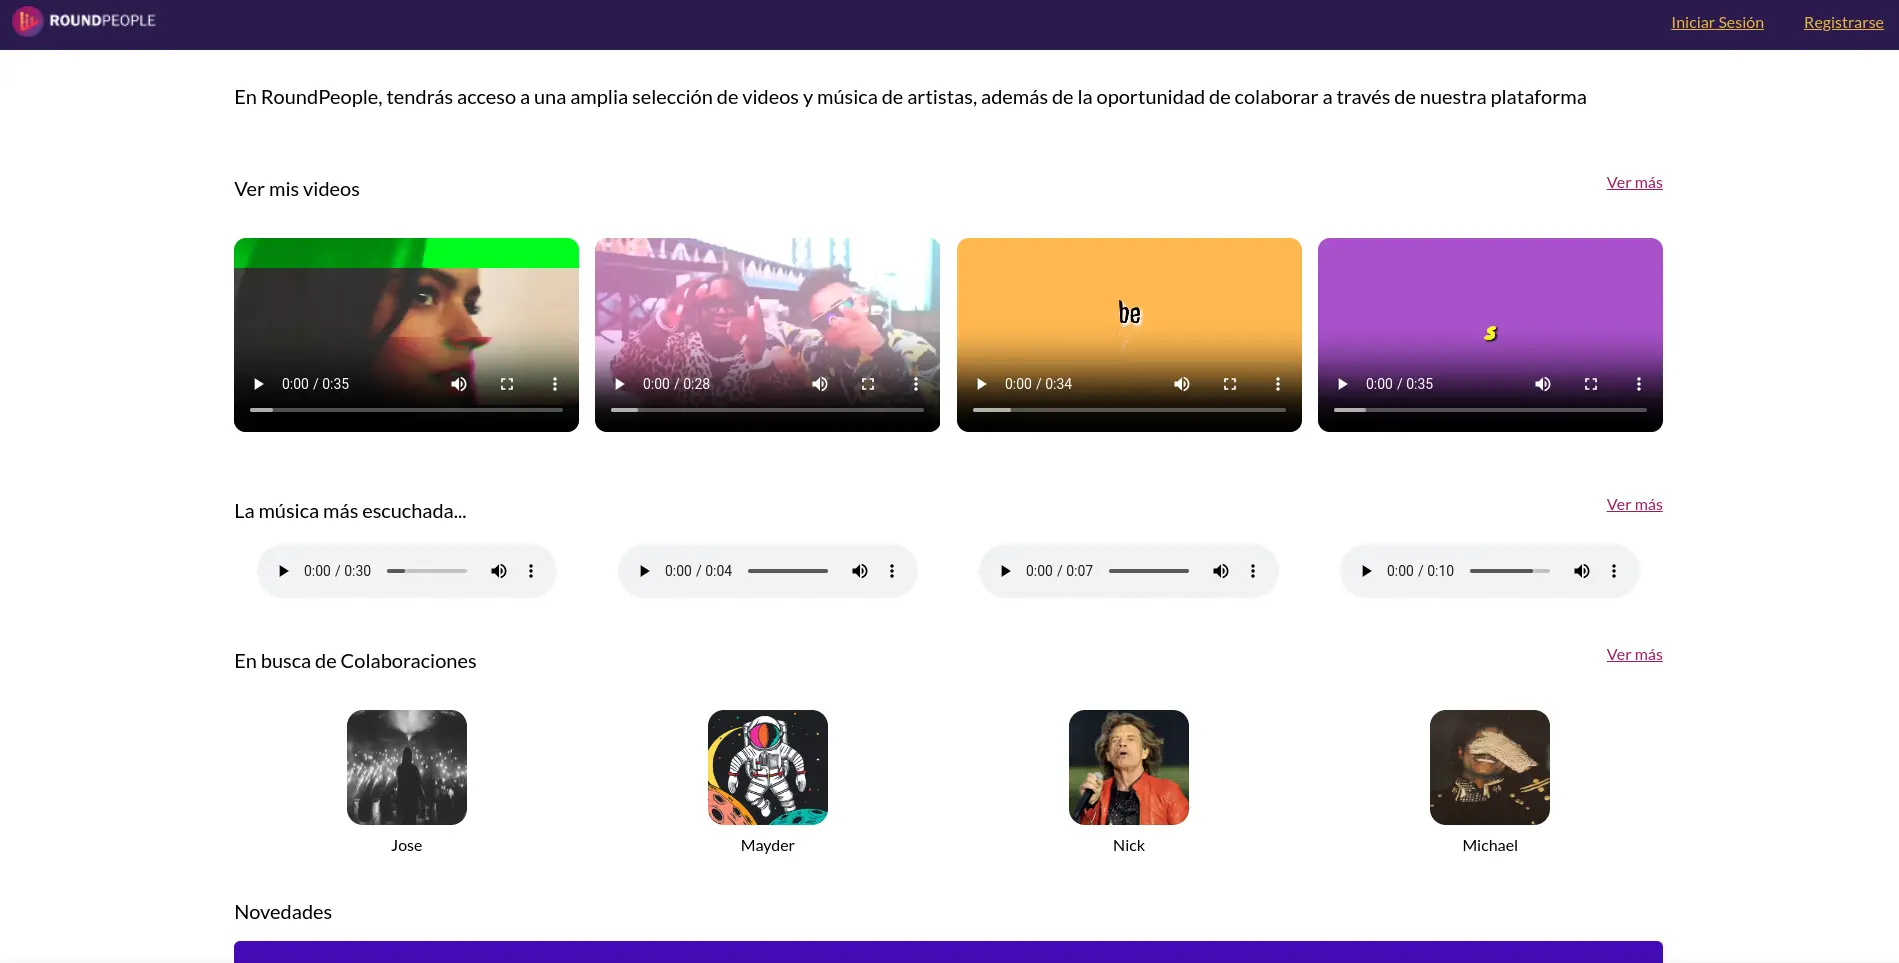 ROUNDPEOPLE
Iniciar Sesión
Registrarse
En RoundPeople, tendrás acceso a una amplia selección de videos y música de artistas, además de la oportunidad de colaborar a través de nuestra plataforma
Ver mis videos
Ver más
be
s
0:00 / 0:35
0:00 / 0:28
0:00 / 0:34
0:00 / 0:35
La música más escuchada...
Ver más
0:00 / 0:30
0:00 / 0:04
0:00 / 0:07
0:00 / 0:10
En busca de Colaboraciones
Ver más
Jose
Mayder
Nick
Michael
Novedades